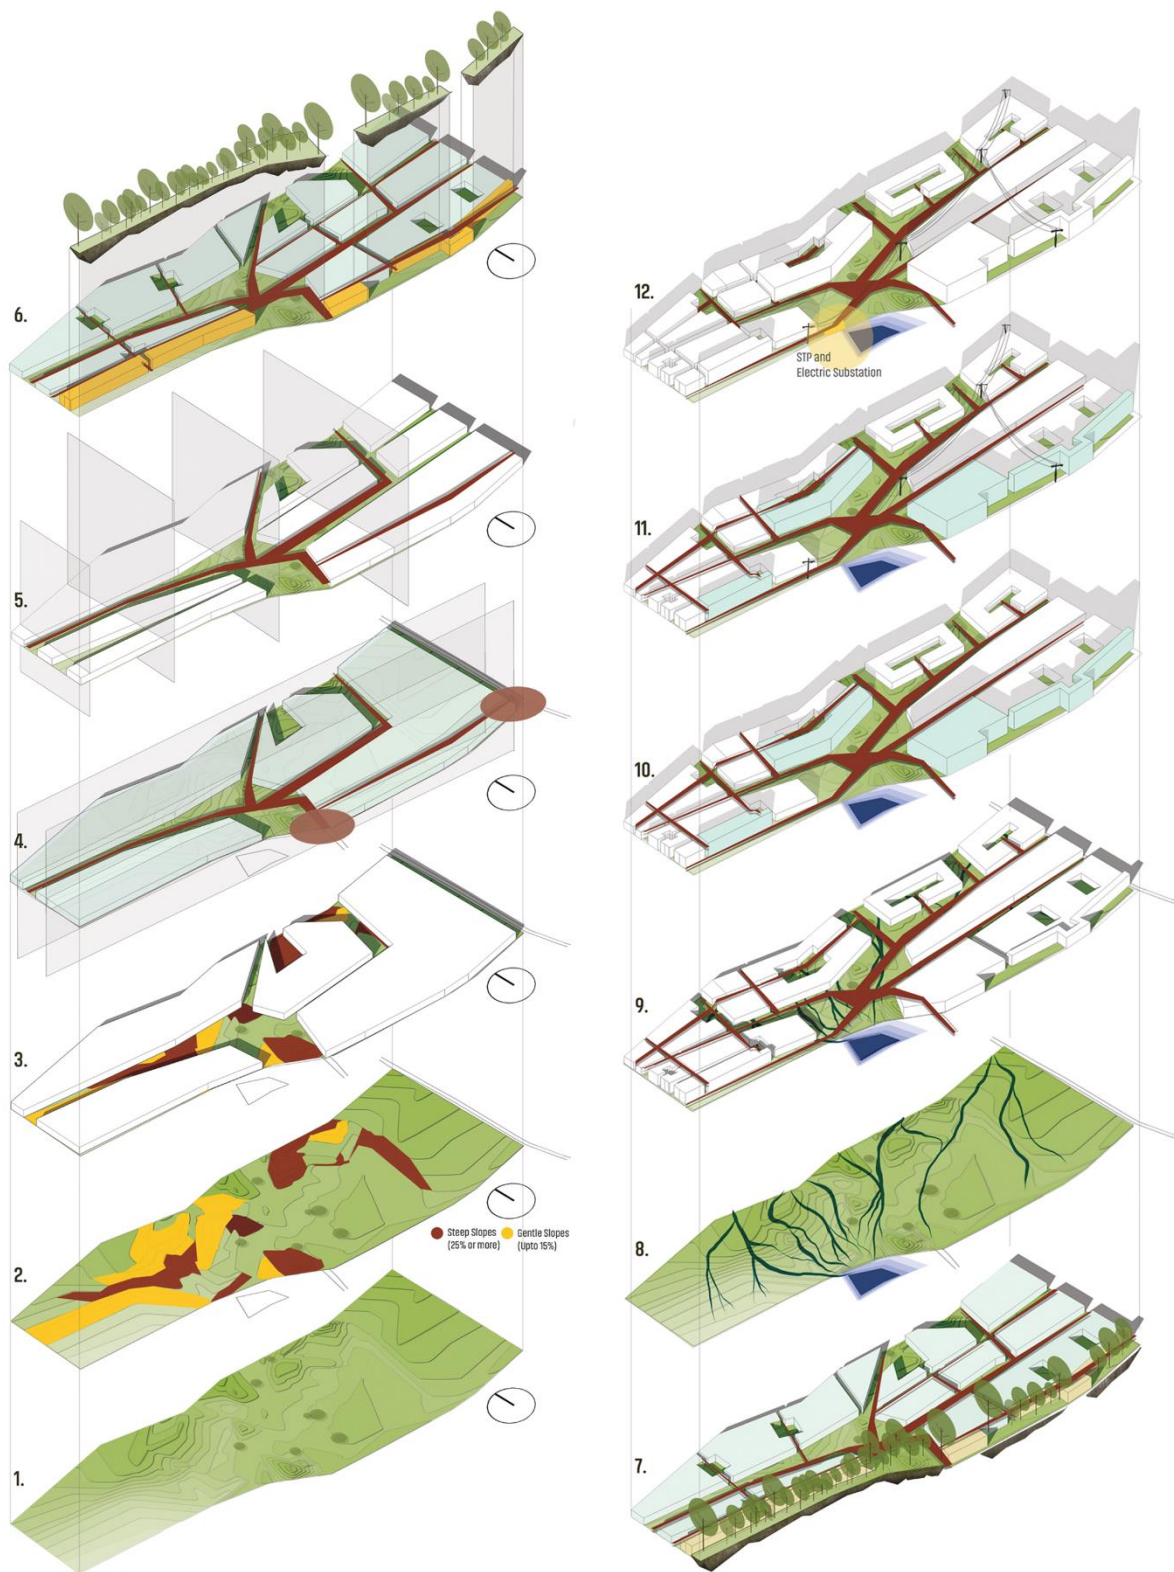 6.
5.
4.
3.
2.
Steep Slopes
(25% or more)
Gentle Slopes
(Upto 15%)
1.
12.
STP and
Electric Substation
11.
10.
9.
8.
7.